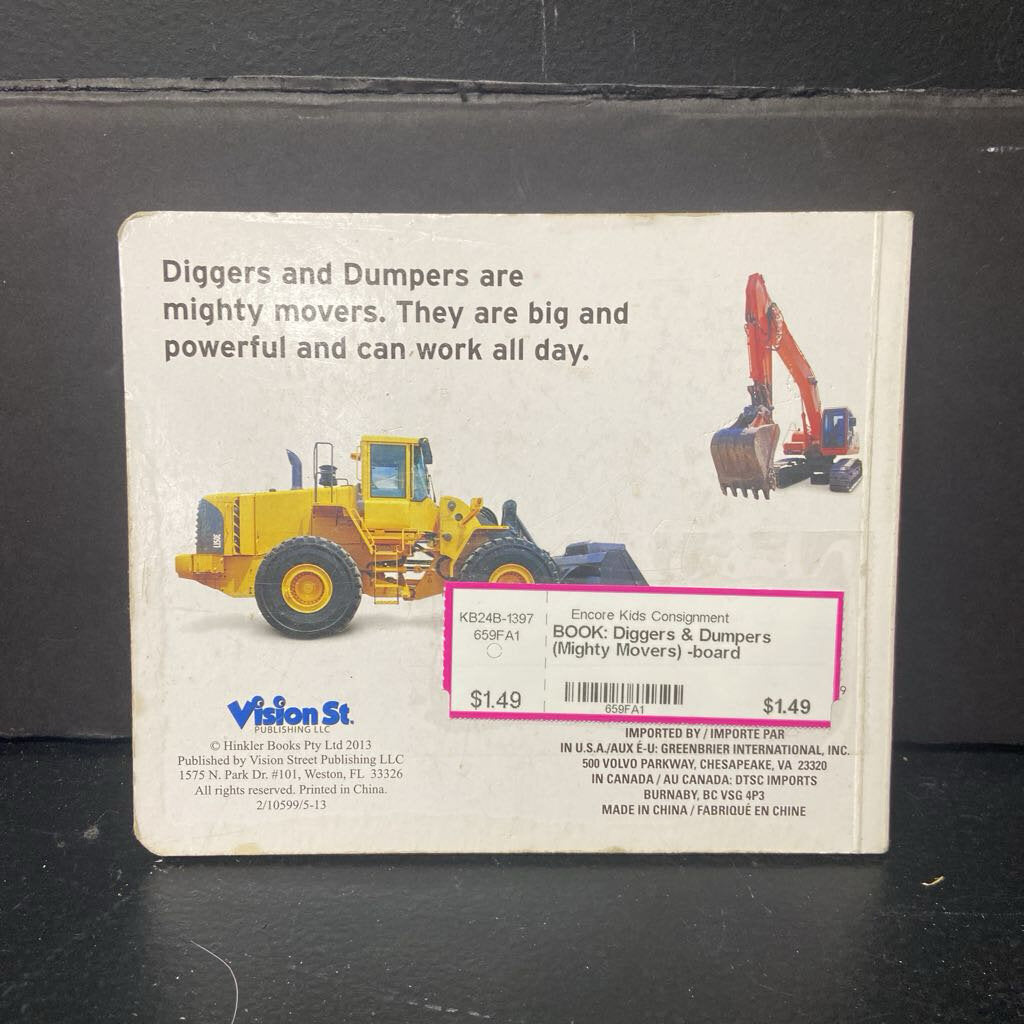 Diggers and Dumpers are
mighty movers. They are big and
powerful and can work all day.
L150E
KB24B-1397
659FA1
$1.49
Encore Kids Consignment
BOOK: Diggers & Dumpers
(Mighty Movers) -board
659FA1
$1.49
9
Vision St.
PUBLISHING LLC
© Hinkler Books Pty Ltd 2013
Published by Vision Street Publishing LLC
1575 N. Park Dr. #101, Weston, FL 33326
All rights reserved. Printed in China.
2/10599/5-13
IMPORTED BY / IMPORTE PAR
IN U.S.A./AUX É-U: GREENBRIER INTERNATIONAL, INC.
500 VOLVO PARKWAY, CHESAPEAKE, VA 23320
IN CANADA / AU CANADA: DTSC IMPORTS
BURNABY, BC VSG 4P3
MADE IN CHINA / FABRIQUÉ EN CHINE